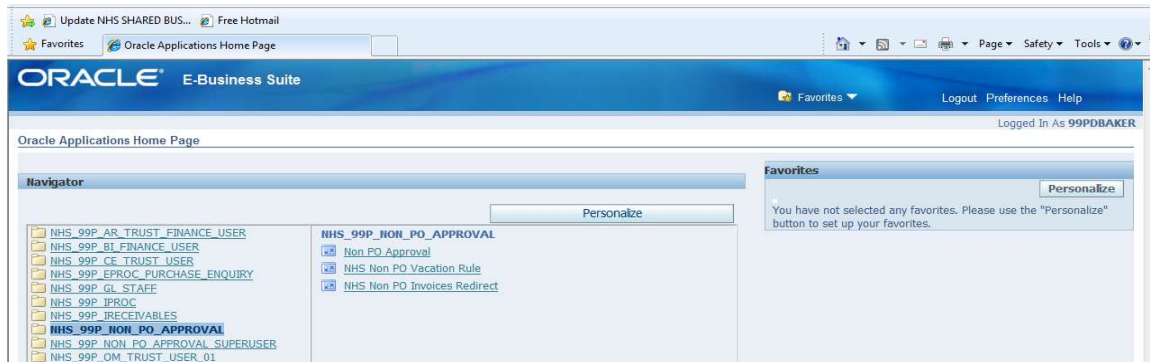 Update NHS SHARED BUS... Free Hotmail
Favorites Oracle Applications Home Page Page Safety Tools
ORACLE® E-Business Suite
Favorites Logout Preferences Help
Logged In As 99PDBAKER
Oracle Applications Home Page
Navigator
Personalize
NHS_99P_AR_TRUST_FINANCE_USER
NHS_99P_BI_FINANCE_USER
NHS_99P_CE_TRUST_USER
NHS_99P_EPROC_PURCHASE_ENQUIRY
NHS_99P_GL_STAFF
NHS_99P_IPROC
NHS_99P_IRECEIVABLES
NHS_99P_NON_PO_APPROVAL
NHS_99P_NON_PO_APPROVAL_SUPERUSER
NHS_99P_OM_TRUST_USER_01
NHS_99P_NON_PO_APPROVAL
Non PO Approval
NHS Non PO Vacation Rule
NHS Non PO Invoices Redirect
Favorites
Personalize
You have not selected any favorites. Please use the "Personalize"
button to set up your favorites.